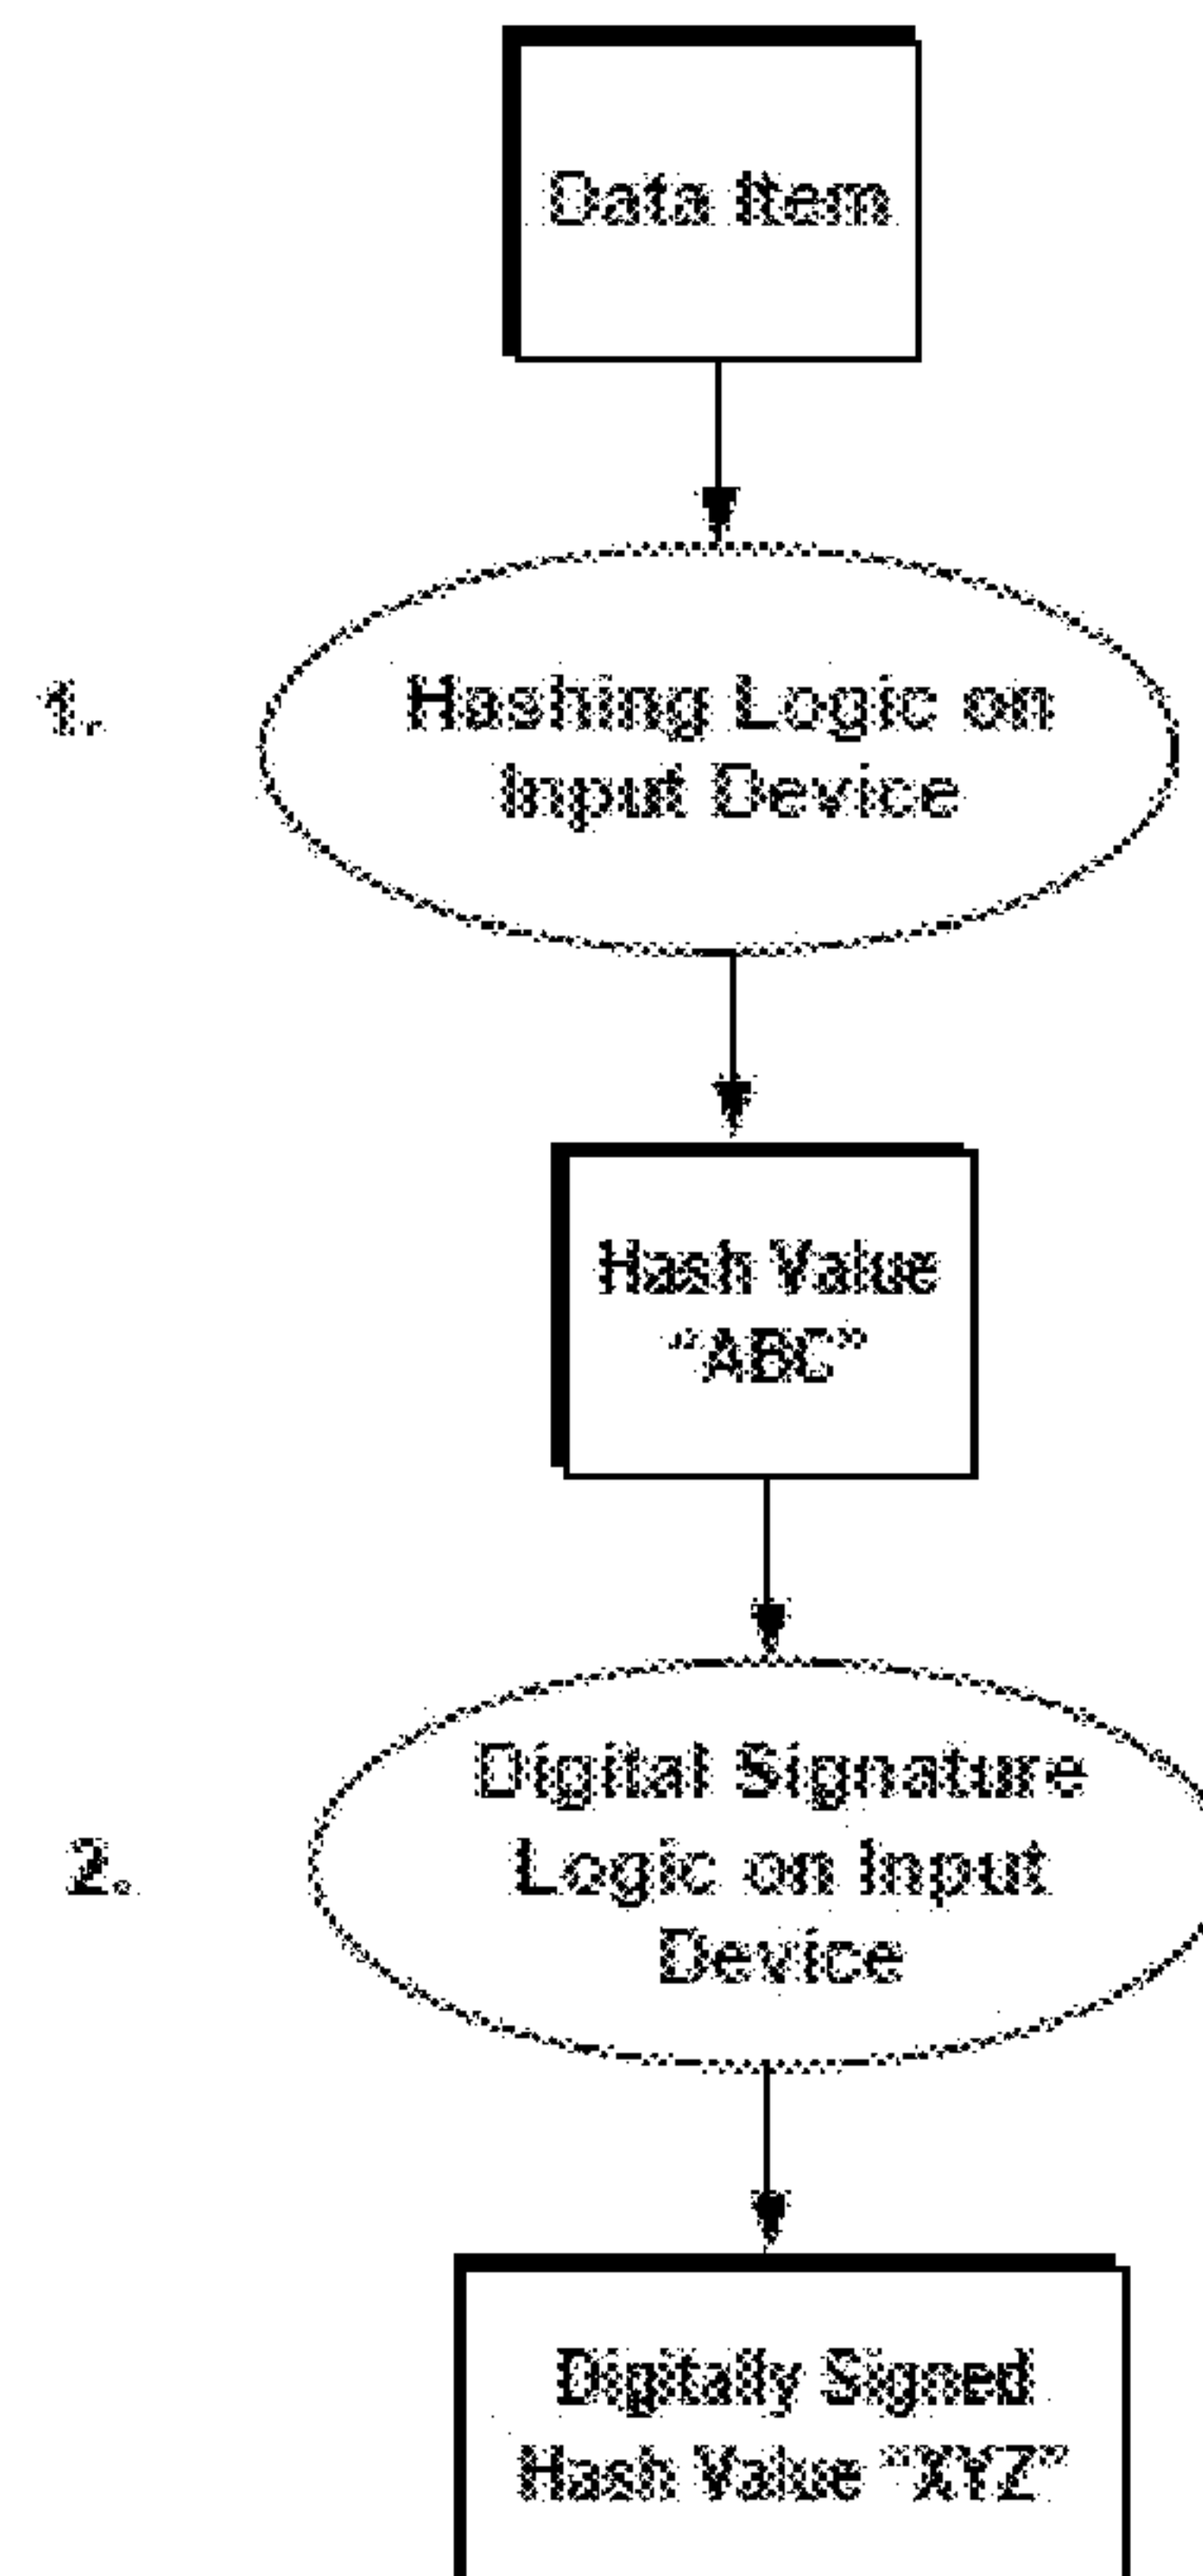 Data Item
1.
Hashing Logic on
Input Device
Hash Value
“ABC”
2.
Digital Signature
Logic on Input
Device
Digitally Signed
Hash Value “XYZ”